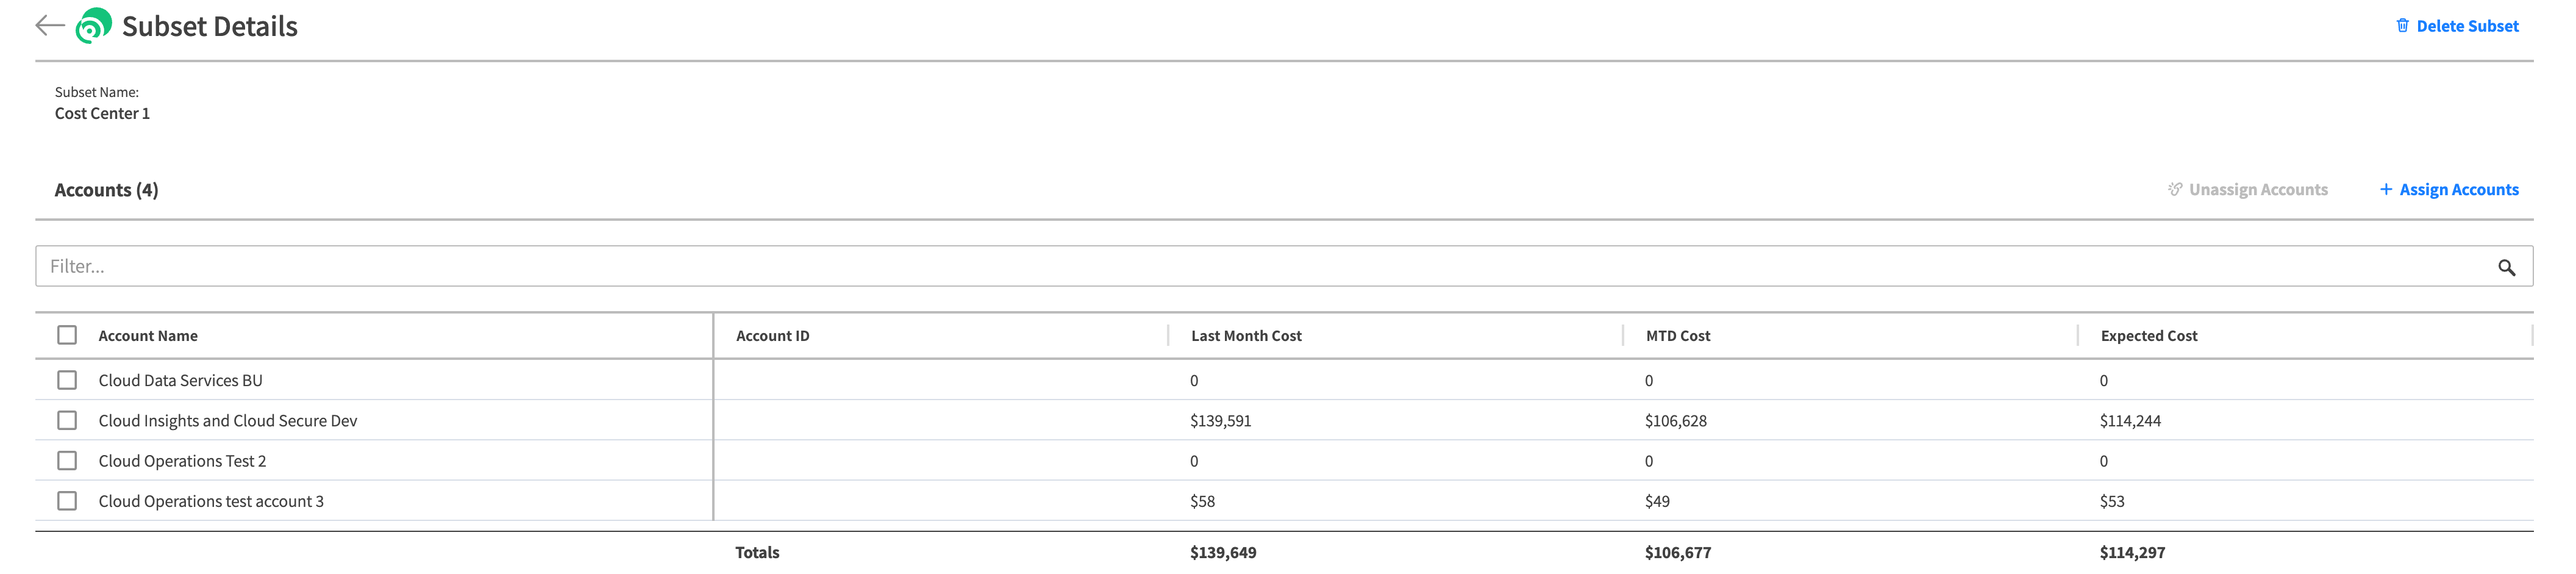 Subset Details
Delete Subset
Subset Name:
Cost Center 1
Accounts (4)
Unassign Accounts
+ Assign Accounts
Filter...
Account Name Account ID Last Month Cost MTD Cost Expected Cost
Cloud Data Services BU 0 0 0
Cloud Insights and Cloud Secure Dev $139,591 $106,628 $114,244
Cloud Operations Test 2 0 0 0
Cloud Operations test account 3 $58 $49 $53
Totals $139,649 $106,677 $114,297